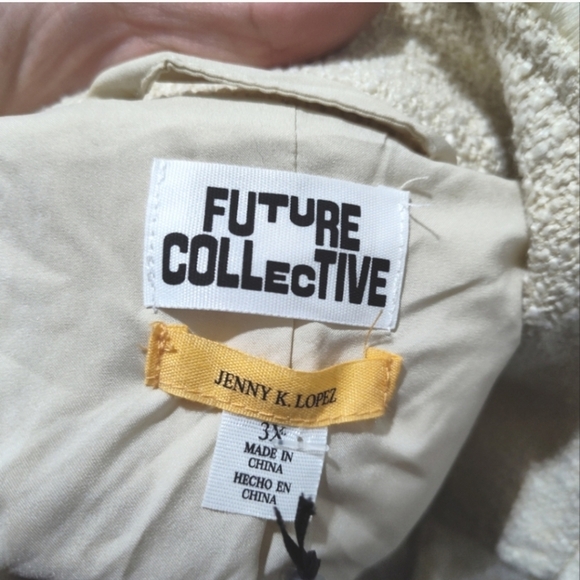 FUTURE
COLLECTIVE
JENNY K. LOPEZ
3X
MADE IN
CHINA
HECHO EN
CHINA